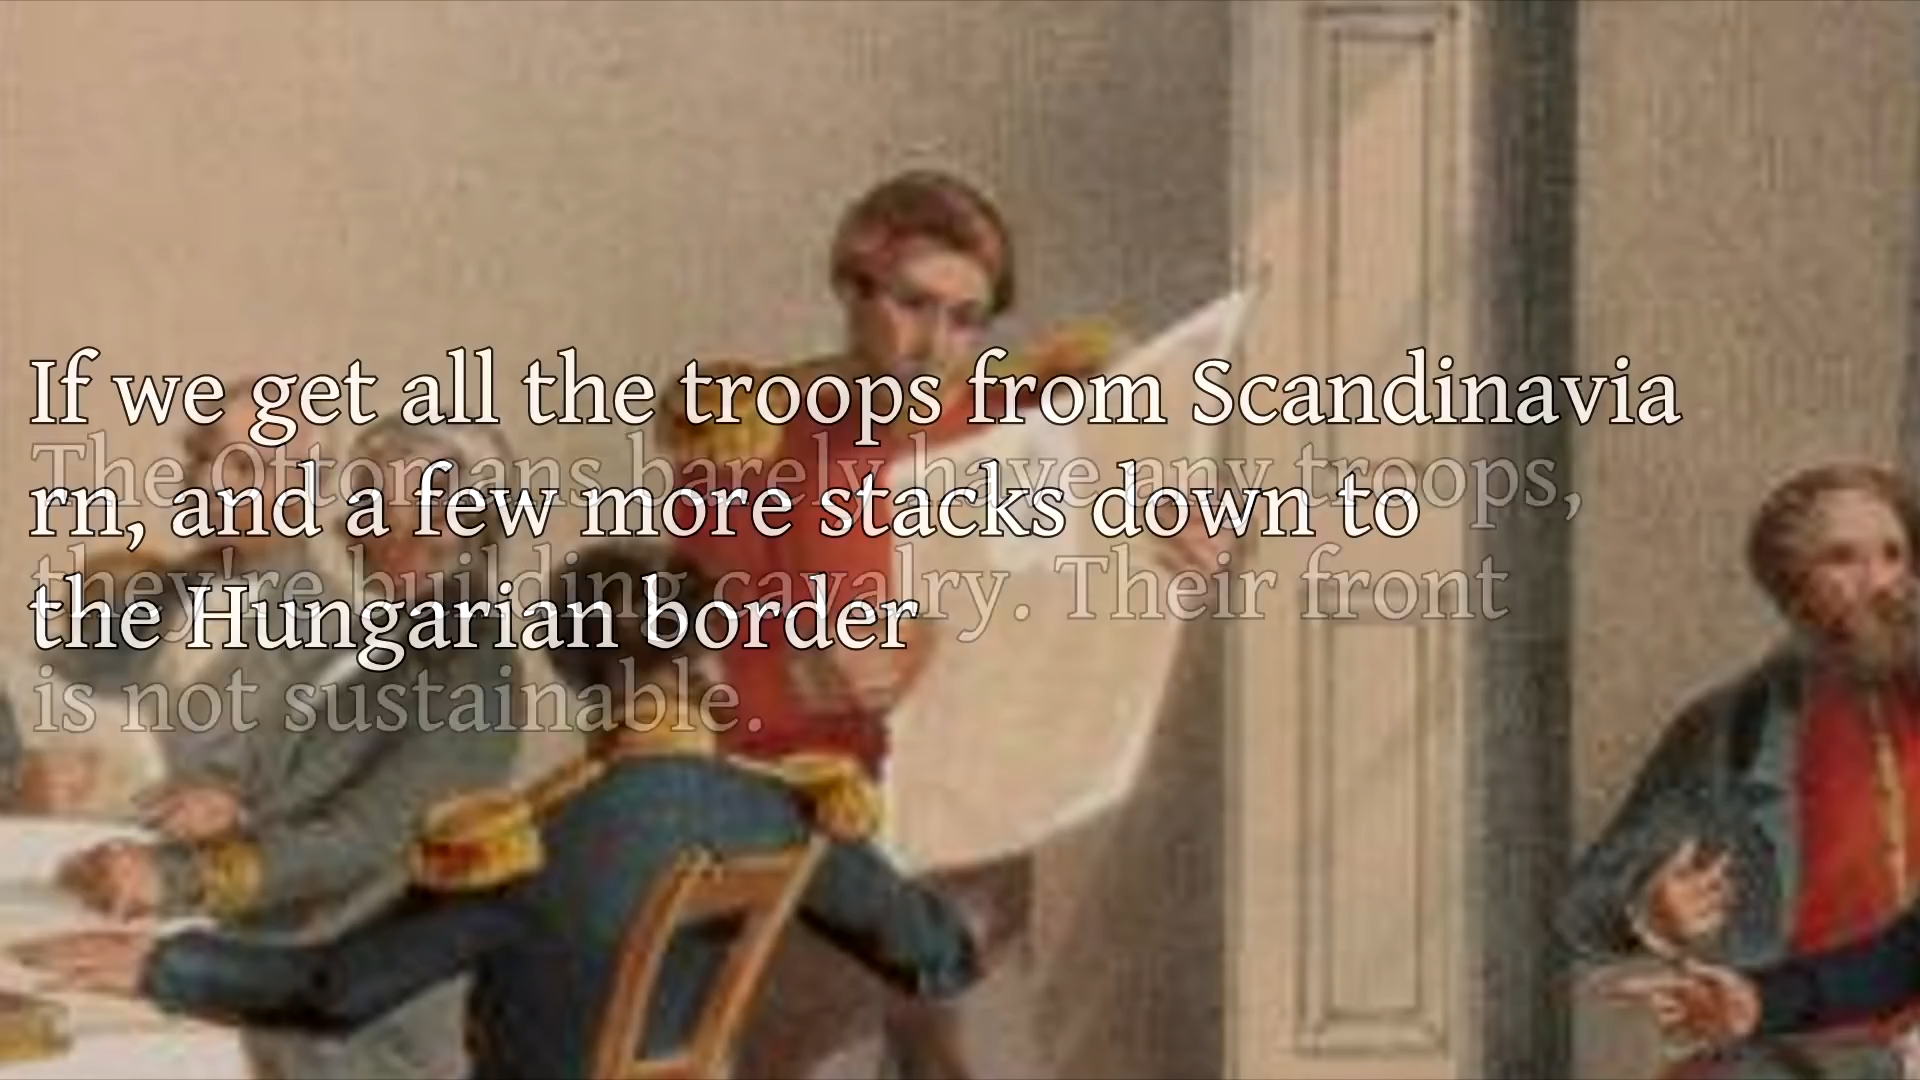 If we get all the troops from Scandinavia
The Ottomans barely have any troops,
rn, and a few more stacks down to
they're building cavalry. Their front
the Hungarian border
is not sustainable.